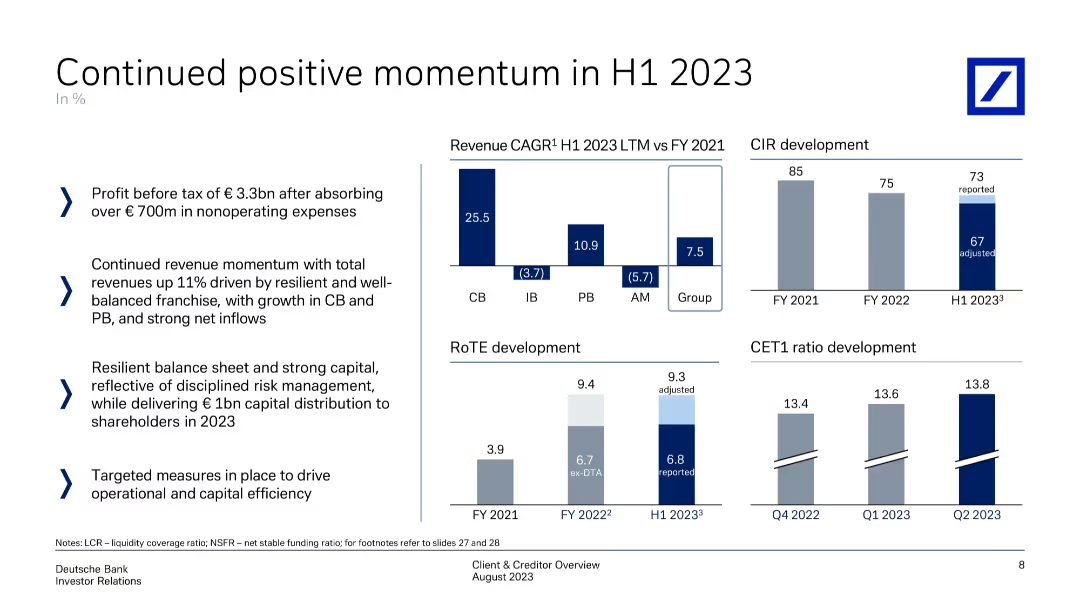 Continued positive momentum in H1 2023
In %
Profit before tax of € 3.3bn after absorbing
over € 700m in nonoperating expenses
Continued revenue momentum with total
revenues up 11% driven by resilient and well-
balanced franchise, with growth in CB and
PB, and strong net inflows
Resilient balance sheet and strong capital,
reflective of disciplined risk management,
while delivering € 1bn capital distribution to
shareholders in 2023
Targeted measures in place to drive
operational and capital efficiency
Revenue CAGR¹ H1 2023 LTM vs FY 2021
25.5
(3.7)
10.9
(5.7)
7.5
CB IB PB AM Group
CIR development
85
75
73
reported
67
adjusted
FY 2021 FY 2022 H1 2023³
RoTE development
3.9
9.4
6.7
ex-DTA
9.3
adjusted
6.8
reported
FY 2021 FY 2022² H1 2023³
CET1 ratio development
13.4
13.6
13.8
Q4 2022 Q1 2023 Q2 2023
Notes: LCR – liquidity coverage ratio; NSFR – net stable funding ratio; for footnotes refer to slides 27 and 28
Deutsche Bank
Investor Relations
Client & Creditor Overview
August 2023
8